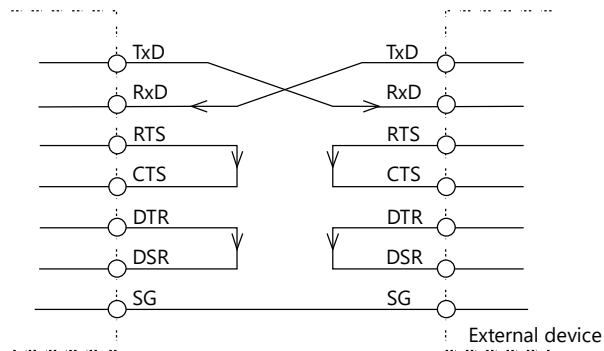 TxD TxD
RxD RxD
RTS RTS
CTS CTS
DTR DTR
DSR DSR
SG SG
External device